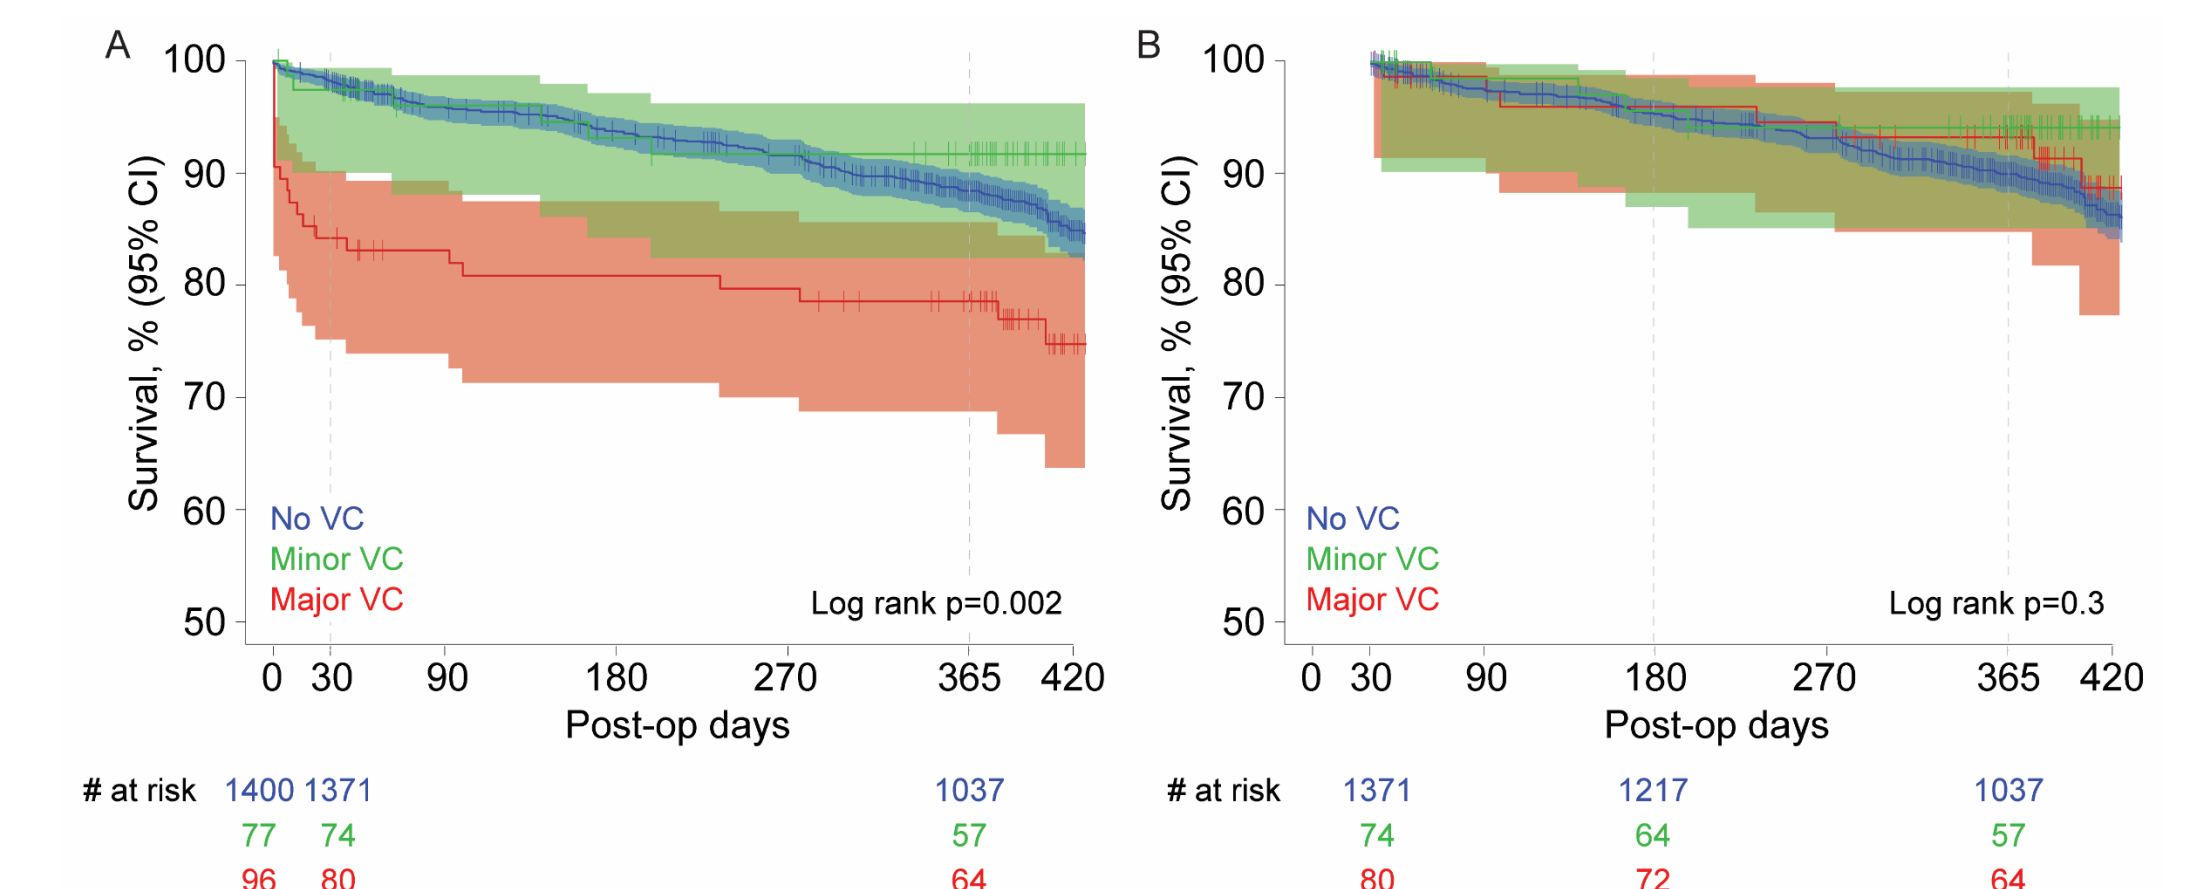 A
Survival, % (95% CI)
100
90
80
70
60
50
No VC
Minor VC
Major VC
Log rank p=0.002
0 30 90 180 270 365 420
Post-op days
# at risk 1400 1371 1037
77 74 57
96 80 64
B
Survival, % (95% CI)
100
90
80
70
60
50
No VC
Minor VC
Major VC
Log rank p=0.3
0 30 90 180 270 365 420
Post-op days
# at risk 1371 1217 1037
74 64 57
80 72 64